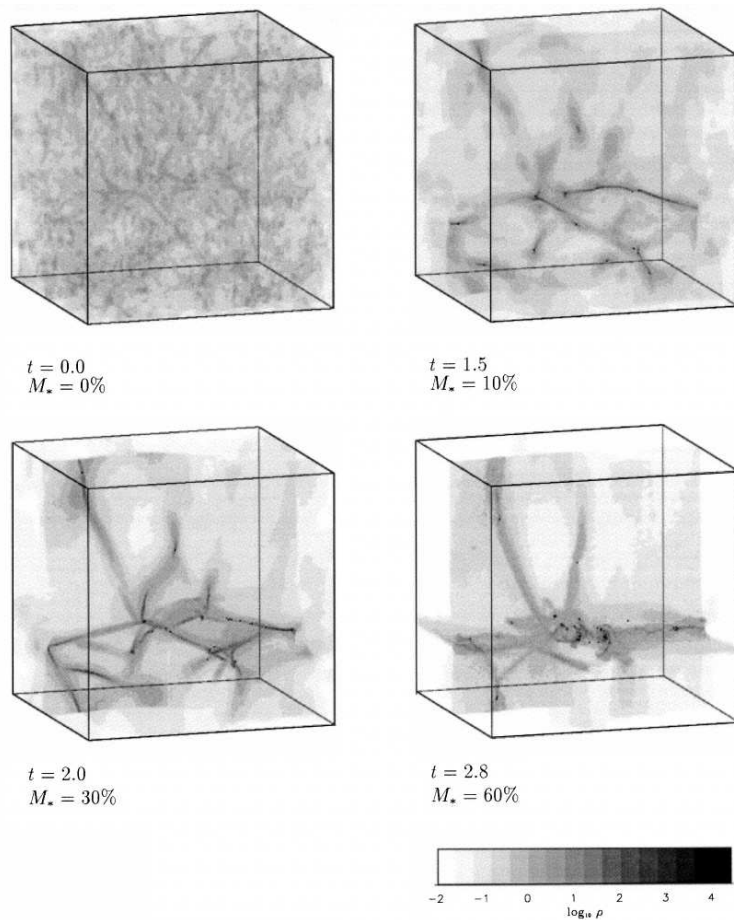 t = 0.0
M* = 0%
t = 1.5
M* = 10%
t = 2.0
M* = 30%
t = 2.8
M* = 60%
-2 -1 0 1 2 3 4
log₁₀ ρ